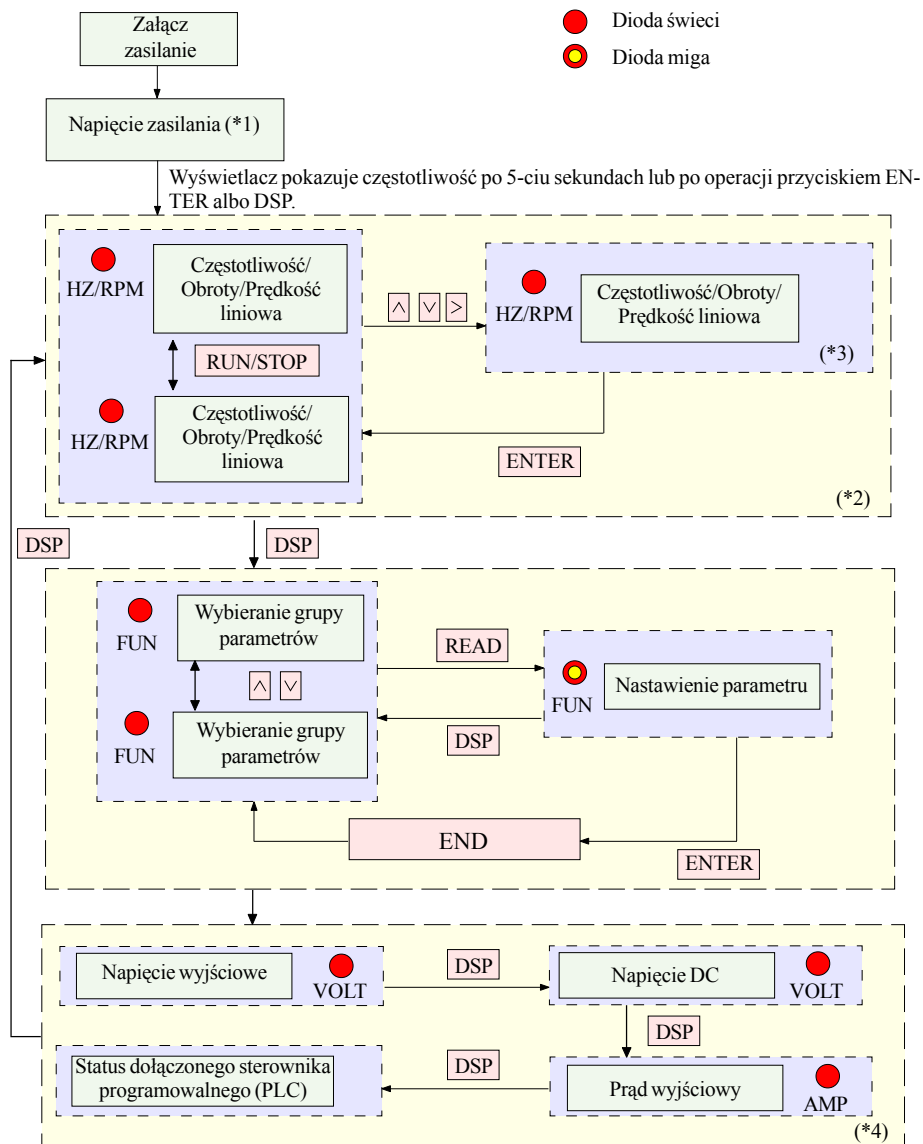 Załącz
zasilanie
Dioda świeci
Dioda miga
Napięcie zasilania (*1)
Wyświetlacz pokazuje częstotliwość po 5-ciu sekundach lub po operacji przyciskiem EN-
TER albo DSP.
HZ/RPM
Częstotliwość/
Obroty/Prędkość
liniowa
RUN/STOP
HZ/RPM
Częstotliwość/
Obroty/Prędkość
liniowa
∧ ∨ >
HZ/RPM
Częstotliwość/Obroty/
Prędkość liniowa
(*3)
ENTER
(*2)
DSP
DSP
FUN
Wybieranie grupy
parametrów
∧ ∨
FUN
Wybieranie grupy
parametrów
READ
FUN
Nastawienie parametru
DSP
END
ENTER
Napięcie wyjściowe
VOLT
DSP
Napięcie DC
VOLT
DSP
Status dołączonego sterownika
programowalnego (PLC)
DSP
Prąd wyjściowy
AMP
(*4)